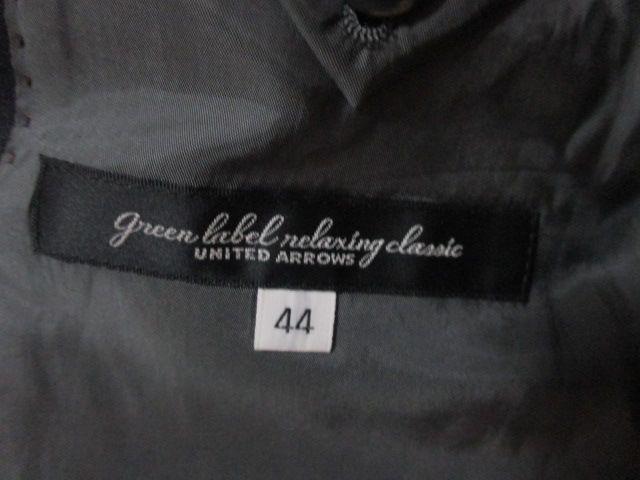 green label relaxing classic
UNITED ARROWS
44